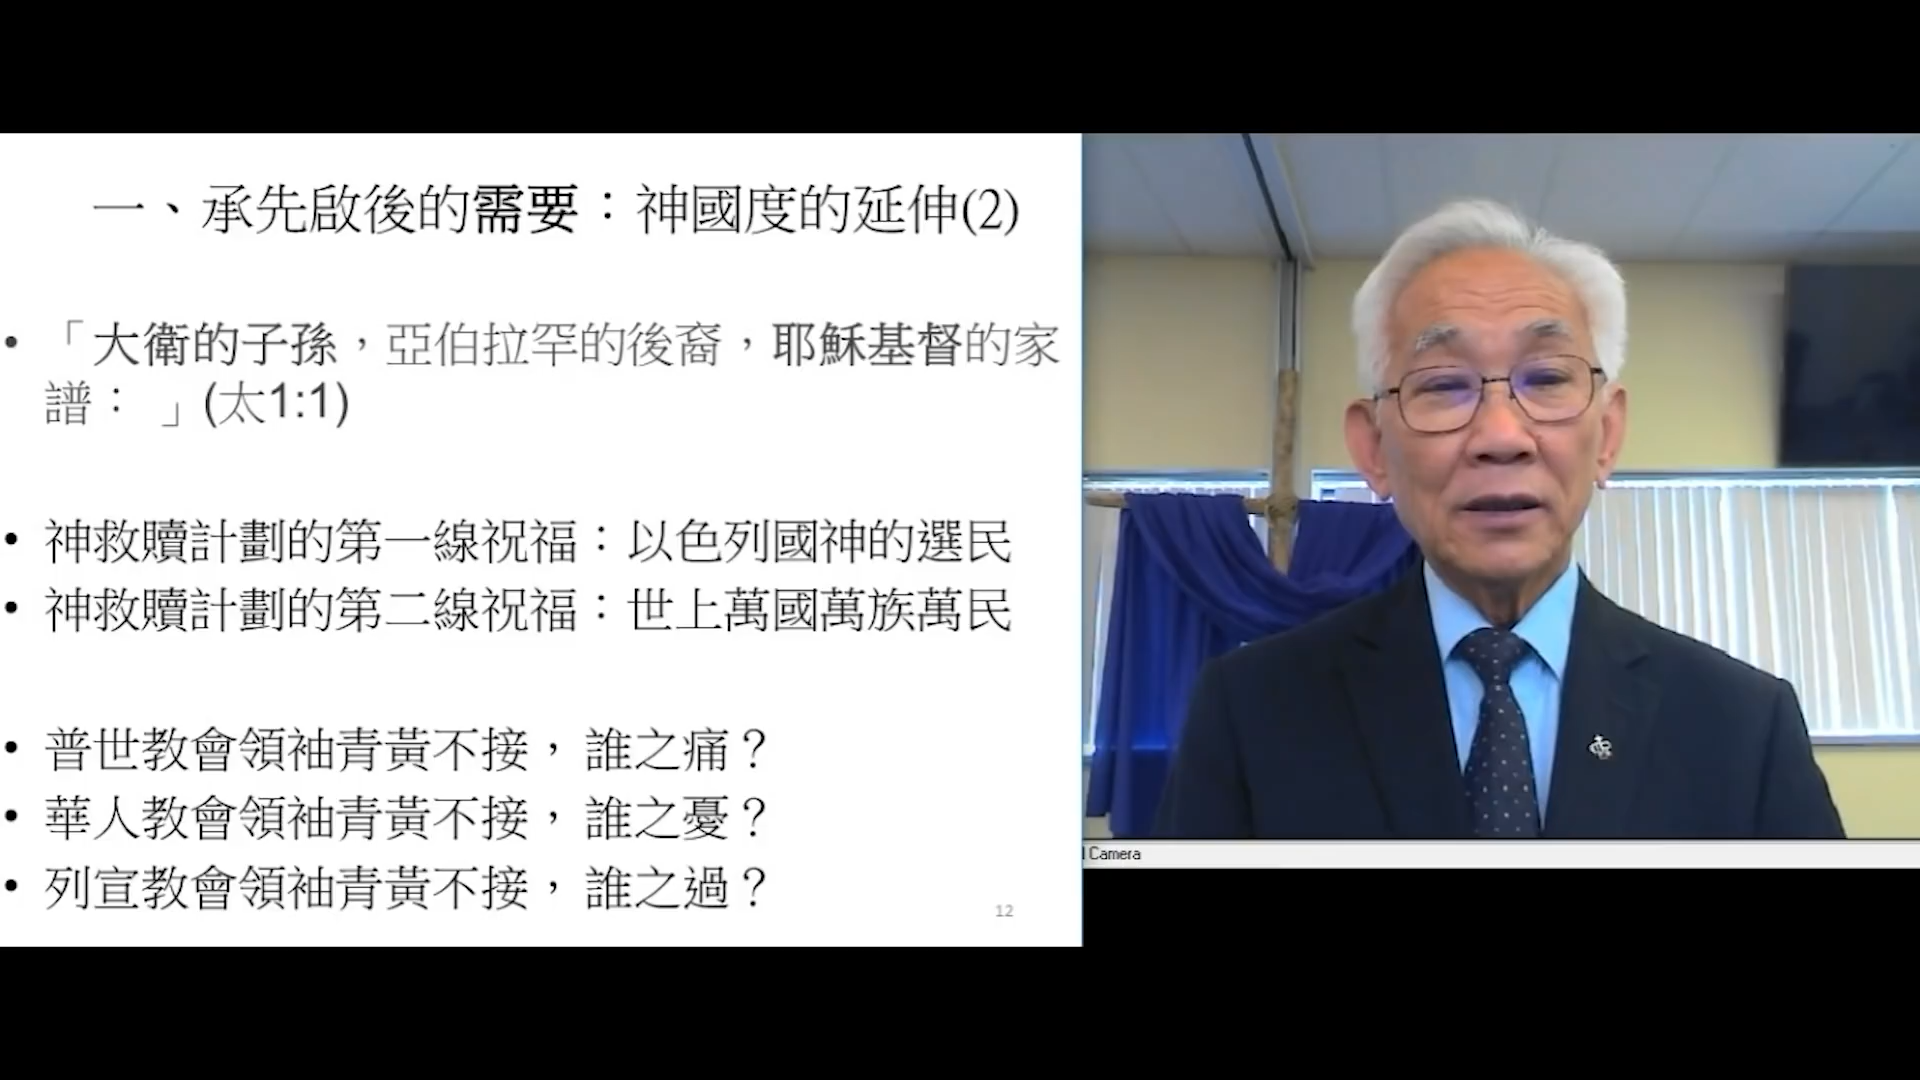 一、承先啟後的需要：神國度的延伸(2)
• 「大衛的子孫，亞伯拉罕的後裔，耶穌基督的家
譜： 」(太1:1)
• 神救贖計劃的第一線祝福：以色列國神的選民
• 神救贖計劃的第二線祝福：世上萬國萬族萬民
• 普世教會領袖青黃不接， 誰之痛？
• 華人教會領袖青黃不接， 誰之憂？
• 列宣教會領袖青黃不接， 誰之過？
12
Camera